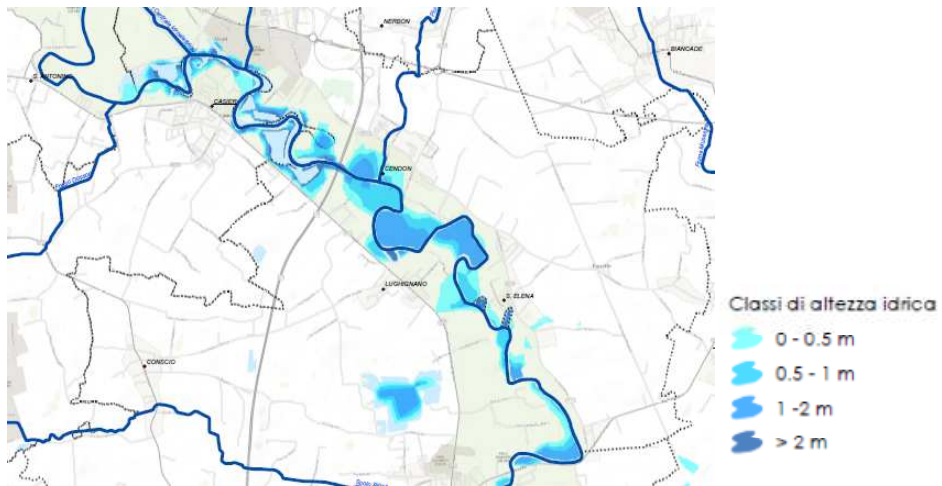 NERBON
BIANCADE
S. ANTONINO
CASIER
CENDON
LUGHIGNANO
S. ELENA
CONSCIO
Classi di altezza idrica
0 - 0.5 m
0.5 - 1 m
1 -2 m
> 2 m